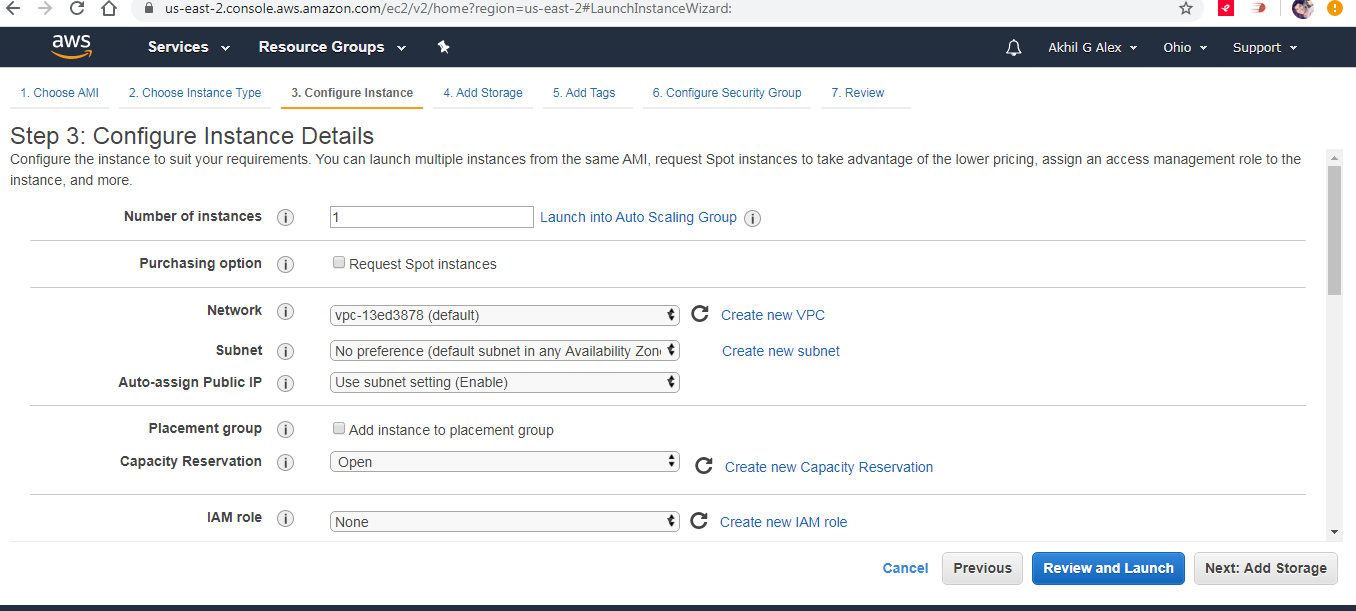 us-east-2.console.aws.amazon.com/ec2/v2/home?region=us-east-2#LaunchInstanceWizard:
aws Services Resource Groups Akhil G Alex Ohio Support
1. Choose AMI 2. Choose Instance Type 3. Configure Instance 4. Add Storage 5. Add Tags 6. Configure Security Group 7. Review
Step 3: Configure Instance Details
Configure the instance to suit your requirements. You can launch multiple instances from the same AMI, request Spot instances to take advantage of the lower pricing, assign an access management role to the
instance, and more.
Number of instances i 1 Launch into Auto Scaling Group i
Purchasing option i Request Spot instances
Network i vpc-13ed3878 (default) Create new VPC
Subnet i No preference (default subnet in any Availability Zon Create new subnet
Auto-assign Public IP i Use subnet setting (Enable)
Placement group i Add instance to placement group
Capacity Reservation i Open Create new Capacity Reservation
IAM role i None Create new IAM role
Cancel Previous Review and Launch Next: Add Storage